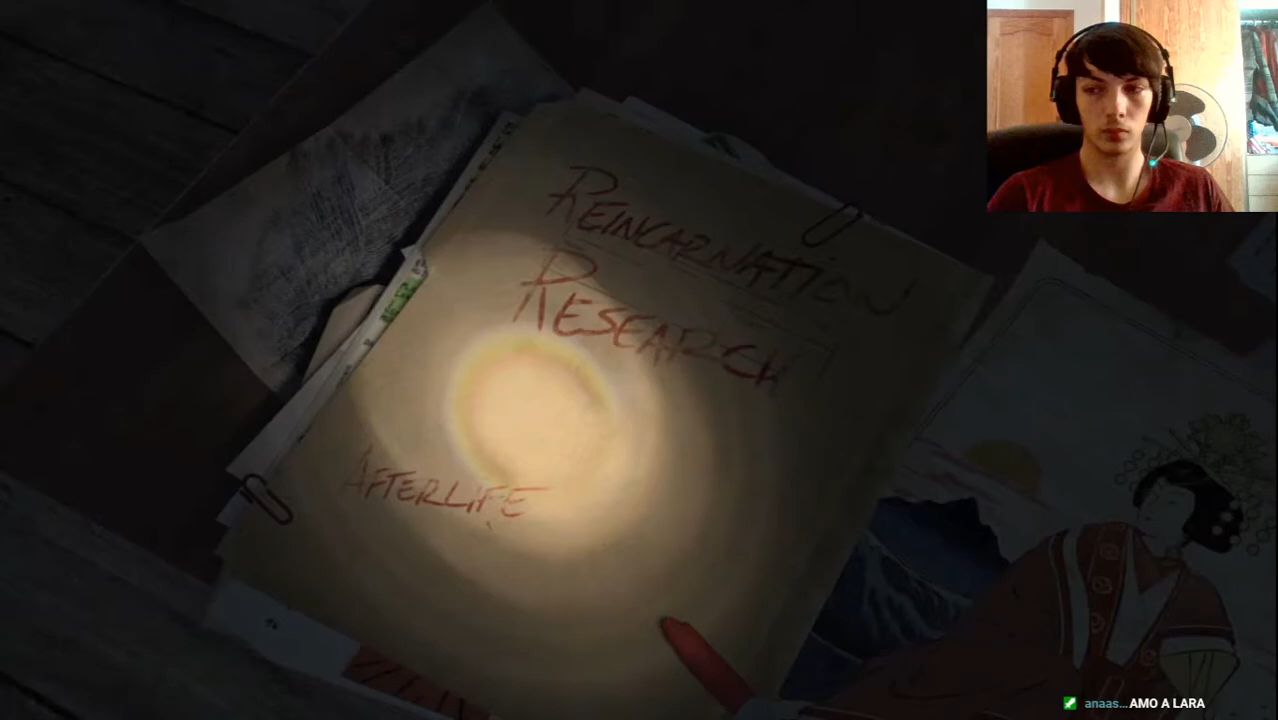 REINCARNATION
RESEARCH
AFTERLIFE
anaas... AMO A LARA